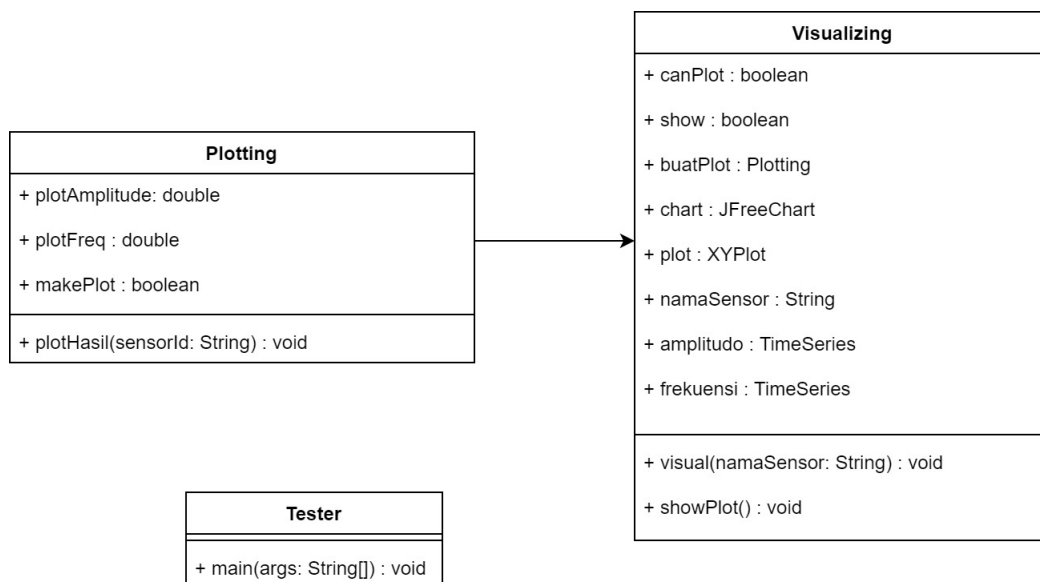 Plotting
+ plotAmplitude: double
+ plotFreq : double
+ makePlot : boolean
+ plotHasil(sensorId: String) : void
Visualizing
+ canPlot : boolean
+ show : boolean
+ buatPlot : Plotting
+ chart : JFreeChart
+ plot : XYPlot
+ namaSensor : String
+ amplitudo : TimeSeries
+ frekuensi : TimeSeries
+ visual(namaSensor: String) : void
+ showPlot() : void
Tester
+ main(args: String[]) : void